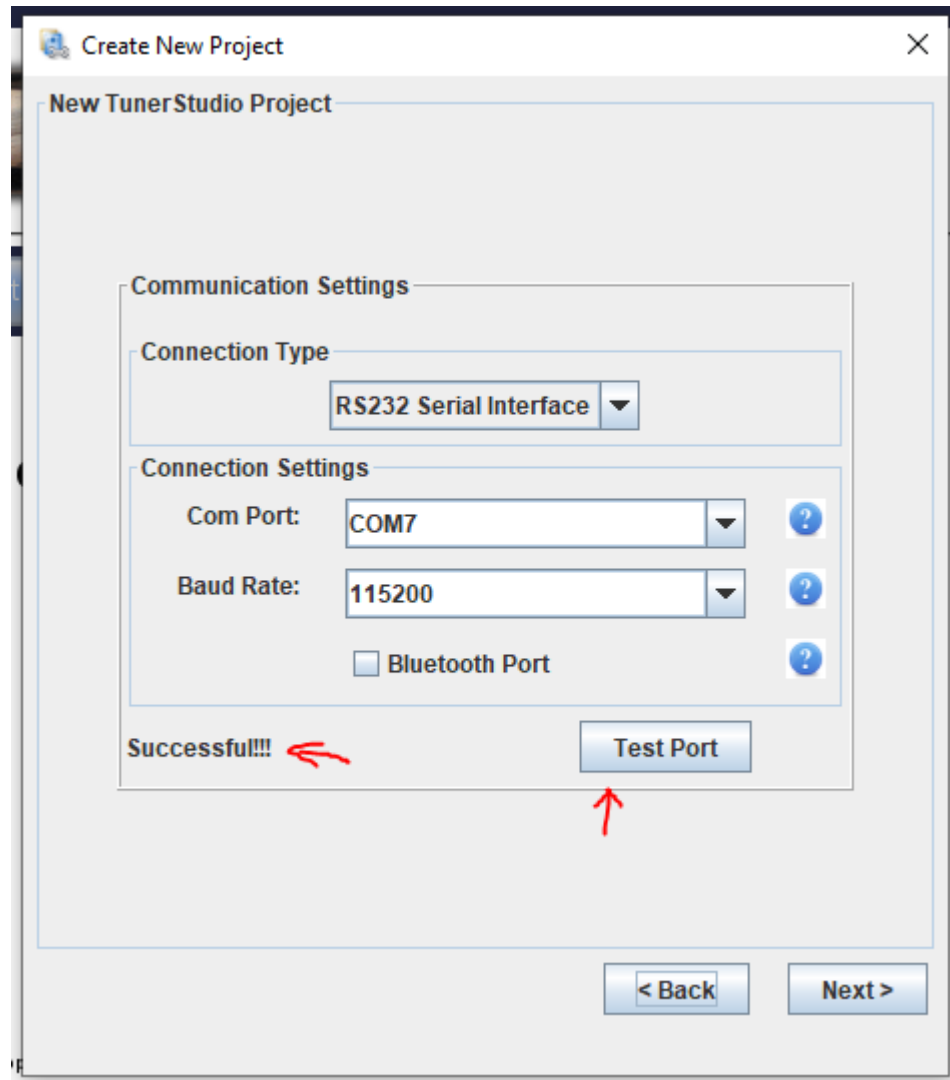 Create New Project
New TunerStudio Project
Communication Settings
Connection Type
RS232 Serial Interface
Connection Settings
Com Port:
COM7
?
Baud Rate:
115200
?
Bluetooth Port
?
Successful!!!
Test Port
< Back
Next >